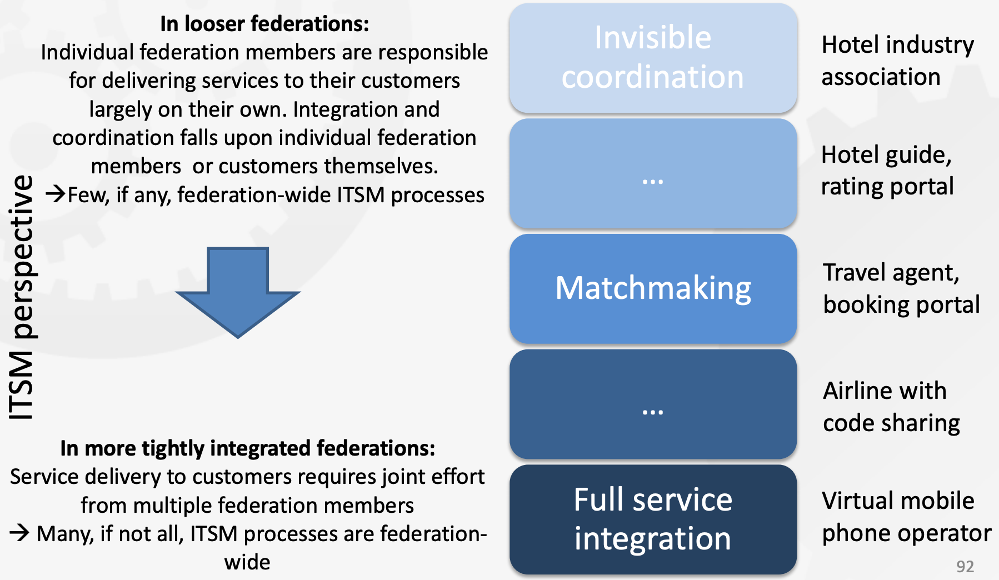 ITSM perspective
In looser federations:
Individual federation members are responsible
for delivering services to their customers
largely on their own. Integration and
coordination falls upon individual federation
members  or customers themselves.
→Few, if any, federation-wide ITSM processes
In more tightly integrated federations:
Service delivery to customers requires joint effort
from multiple federation members
→ Many, if not all, ITSM processes are federation-
wide
Invisible
coordination
Hotel industry
association
...
Hotel guide,
rating portal
Matchmaking
Travel agent,
booking portal
...
Airline with
code sharing
Full service
integration
Virtual mobile
phone operator
92